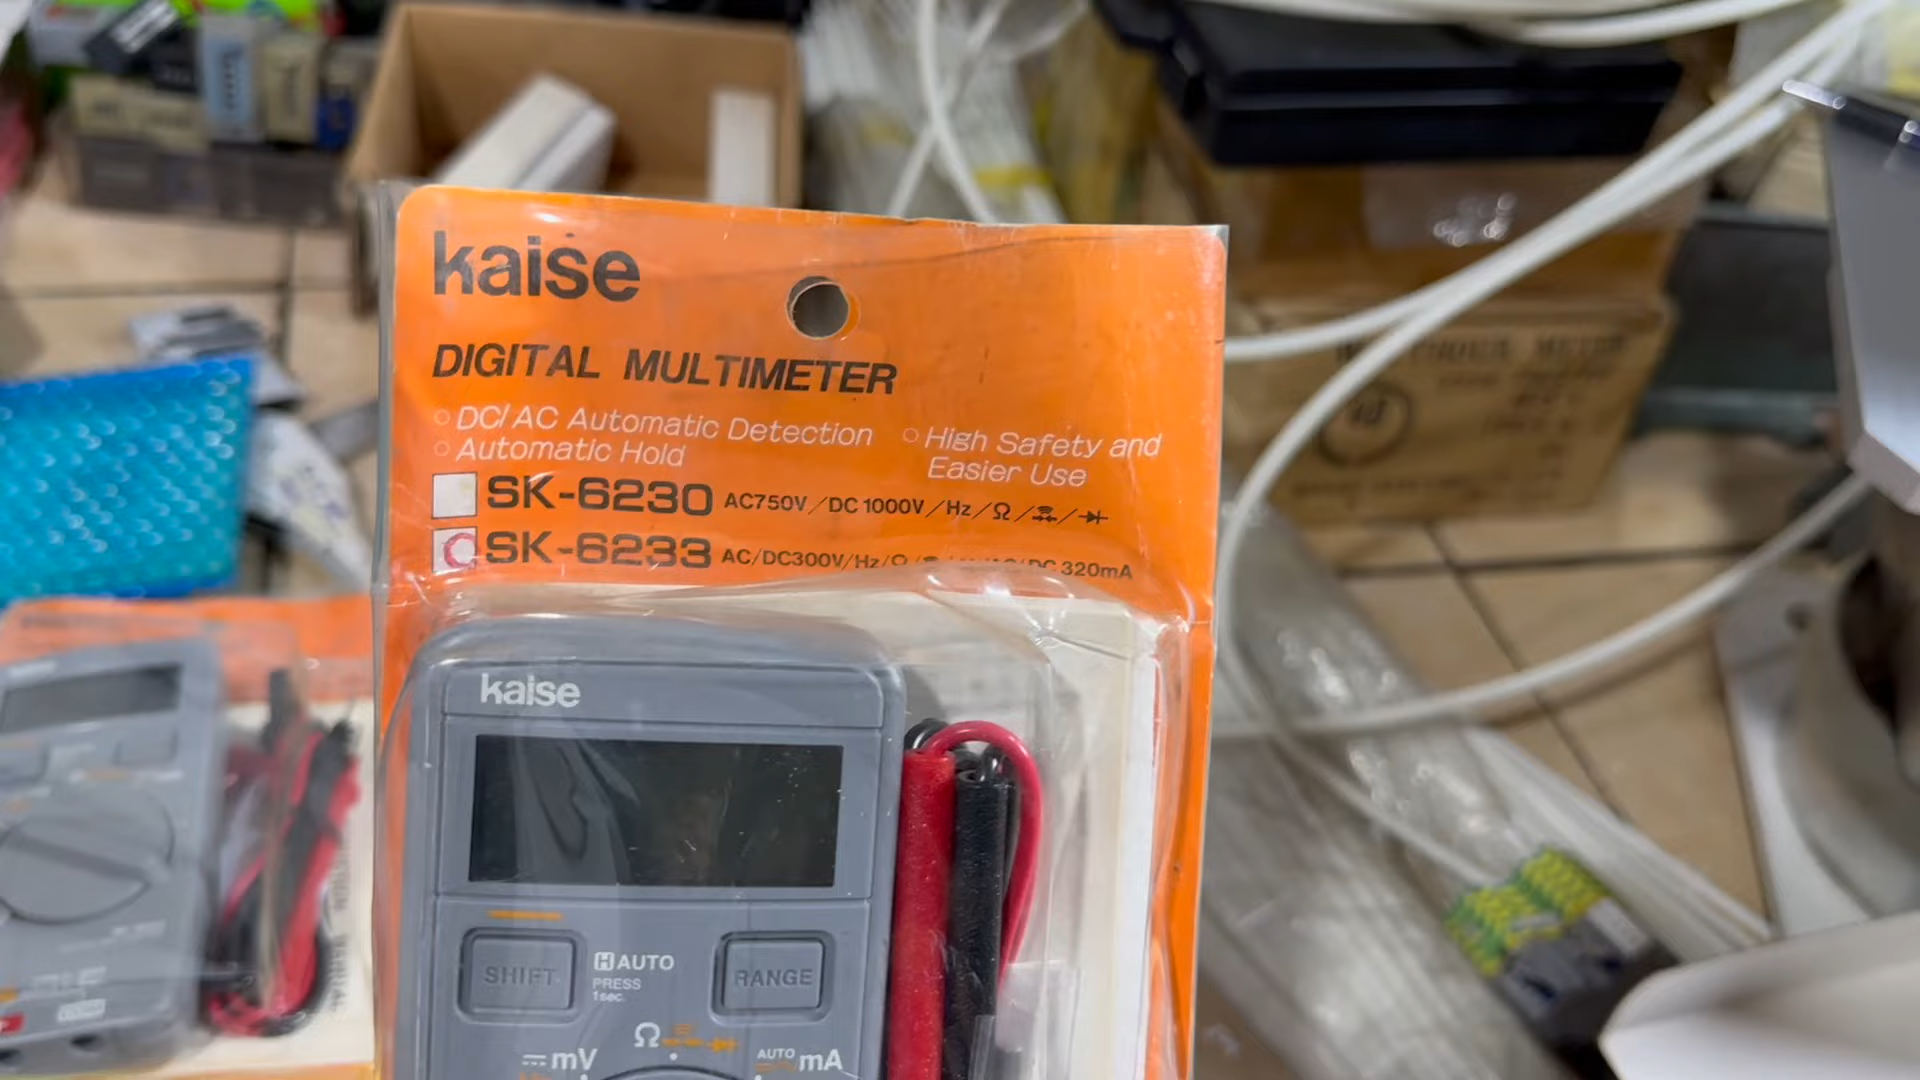 kaise
DIGITAL MULTIMETER
DC/AC Automatic Detection
Automatic Hold
High Safety and
Easier Use
SK-6230 AC750V/DC1000V/Hz/Ω
SK-6233 AC/DC300V/Hz/Ω DC 320mA
kaise
SHIFT
H AUTO
PRESS
1sec.
RANGE
Ω
mV
AUTO mA